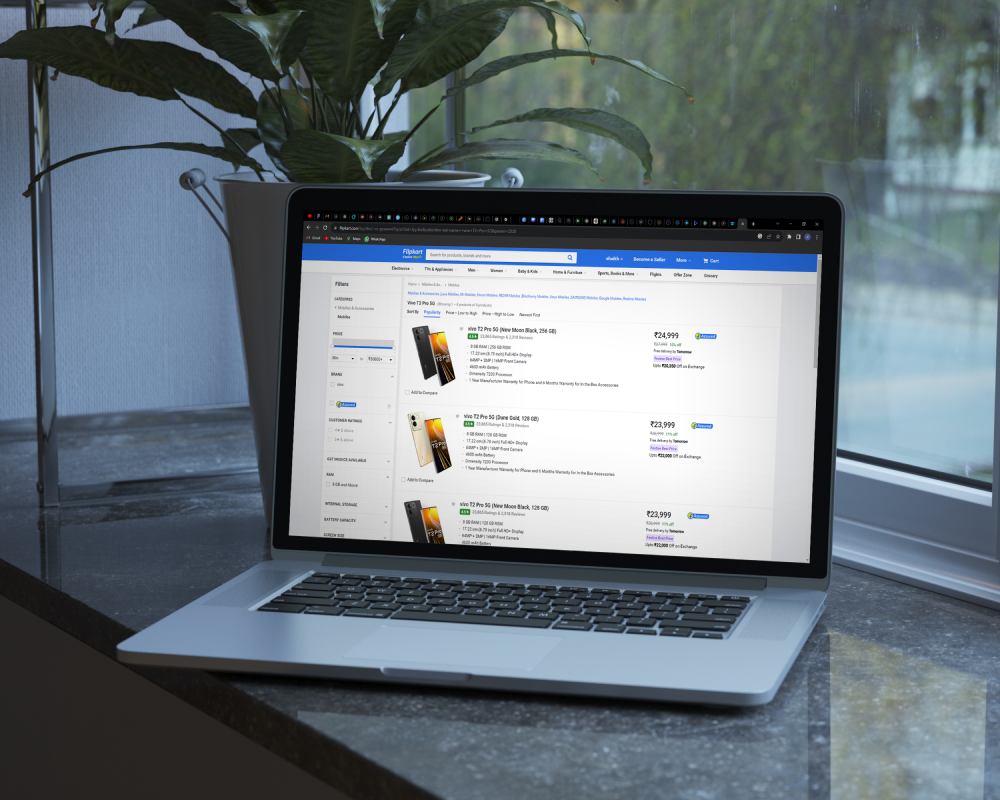 Gmail YouTube Maps WhatsApp
Flipkart
Search for products, brands and more
Become a Seller More Cart
Electronics TVs & Appliances Men Women Baby & Kids Home & Furniture Sports, Books & More Flights Offer Zone Grocery
Filters
CATEGORIES
Mobiles & Accessories
Mobiles
PRICE
Min to ₹30000+
BRAND
vivo
Assured
CUSTOMER RATINGS
4★ & above
3★ & above
GST INVOICE AVAILABLE
RAM
8 GB and Above
INTERNAL STORAGE
BATTERY CAPACITY
SCREEN SIZE
Vivo T2 Pro 5G
Sort By Popularity Price -- Low to High Price -- High to Low Newest First
vivo T2 Pro 5G (New Moon Black, 256 GB)
8 GB RAM | 256 GB ROM
17.22 cm (6.78 inch) Full HD+ Display
64MP + 2MP | 16MP Front Camera
4600 mAh Battery
Dimensity 7200 Processor
1 Year Manufacturer Warranty for Phone and 6 Months Warranty for In the Box Accessories
Add to Compare
₹24,999
Assured
Free delivery by Tomorrow
Festive Best Price
Off on Exchange
vivo T2 Pro 5G (Dune Gold, 128 GB)
8 GB RAM | 128 GB ROM
17.22 cm (6.78 inch) Full HD+ Display
64MP + 2MP | 16MP Front Camera
4600 mAh Battery
Dimensity 7200 Processor
1 Year Manufacturer Warranty for Phone and 6 Months Warranty for In the Box Accessories
Add to Compare
₹23,999
Assured
Free delivery by Tomorrow
Festive Best Price
Upto ₹22,000 Off on Exchange
vivo T2 Pro 5G (New Moon Black, 128 GB)
8 GB RAM | 128 GB ROM
17.22 cm (6.78 inch) Full HD+ Display
64MP + 2MP | 16MP Front Camera
4600 mAh Battery
₹23,999
Assured
Free delivery by Tomorrow
Festive Best Price
Upto ₹22,000 Off on Exchange